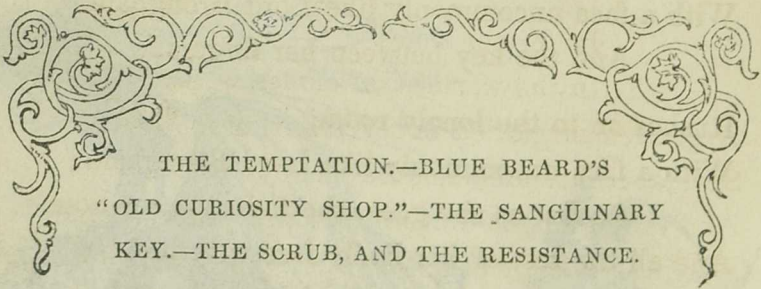 THE TEMPTATION.—BLUE BEARD'S
“OLD CURIOSITY SHOP.”—THE SANGUINARY
KEY.—THE SCRUB, AND THE RESISTANCE.